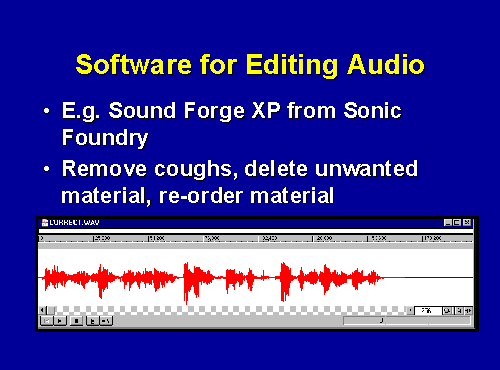 Software for Editing Audio
• E.g. Sound Forge XP from Sonic
Foundry
• Remove coughs, delete unwanted
material, re-order material
CORRECT.WAV